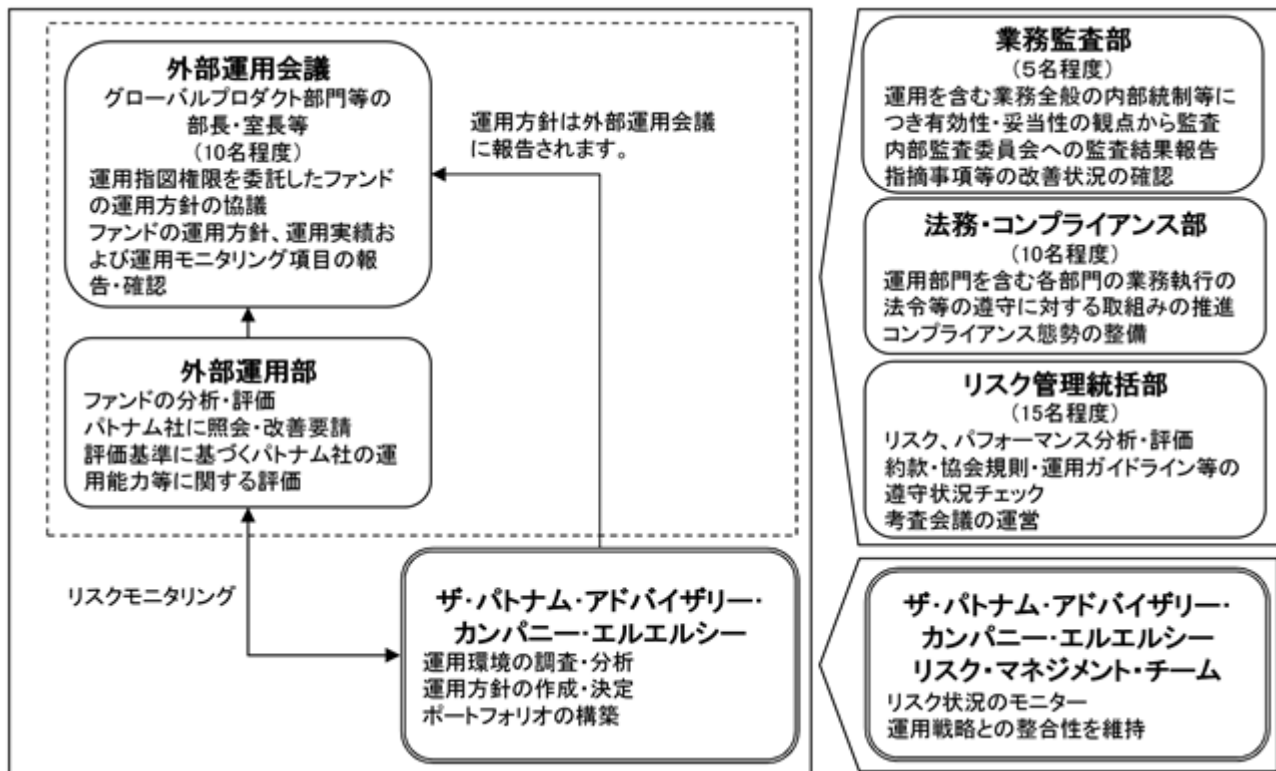 外部運用会議
グローバルプロダクト部門等の
部長・室長等
(10名程度)
運用指図権限を委託したファンド
の運用方針の協議
ファンドの運用方針、運用実績お
よび運用モニタリング項目の報
告・確認
運用方針は外部運用会議
に報告されます。
外部運用部
ファンドの分析・評価
パトナム社に照会・改善要請
評価基準に基づくパトナム社の運
用能力等に関する評価
リスクモニタリング
ザ・パトナム・アドバイザリー・
カンパニー・エルエルシー
運用環境の調査・分析
運用方針の作成・決定
ポートフォリオの構築
業務監査部
(5名程度)
運用を含む業務全般の内部統制等に
つき有効性・妥当性の観点から監査
内部監査委員会への監査結果報告
指摘事項等の改善状況の確認
法務・コンプライアンス部
(10名程度)
運用部門を含む各部門の業務執行の
法令等の遵守に対する取組みの推進
コンプライアンス態勢の整備
リスク管理統括部
(15名程度)
リスク、パフォーマンス分析・評価
約款・協会規則・運用ガイドライン等の
遵守状況チェック
考査会議の運営
ザ・パトナム・アドバイザリー・
カンパニー・エルエルシー
リスク・マネジメント・チーム
リスク状況のモニター
運用戦略との整合性を維持